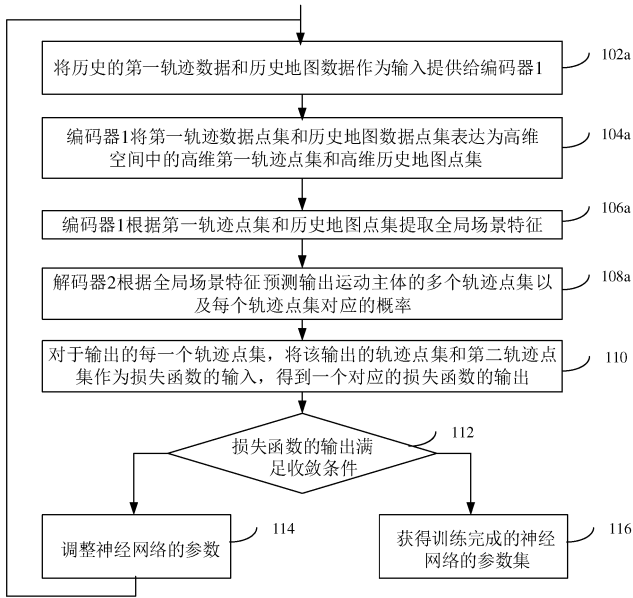 将历史的第一轨迹数据和历史地图数据作为输入提供给编码器1
102a
编码器1将第一轨迹数据点集和历史地图数据点集表达为高维
空间中的高维第一轨迹点集和高维历史地图点集
104a
编码器1根据第一轨迹点集和历史地图点集提取全局场景特征
106a
解码器2根据全局场景特征预测输出运动主体的多个轨迹点集以
及每个轨迹点集对应的概率
108a
对于输出的每一个轨迹点集，将该输出的轨迹点集和第二轨迹点
集作为损失函数的输入，得到一个对应的损失函数的输出
110
损失函数的输出满
足收敛条件
112
调整神经网络的参数
114
获得训练完成的神经
网络的参数集
116